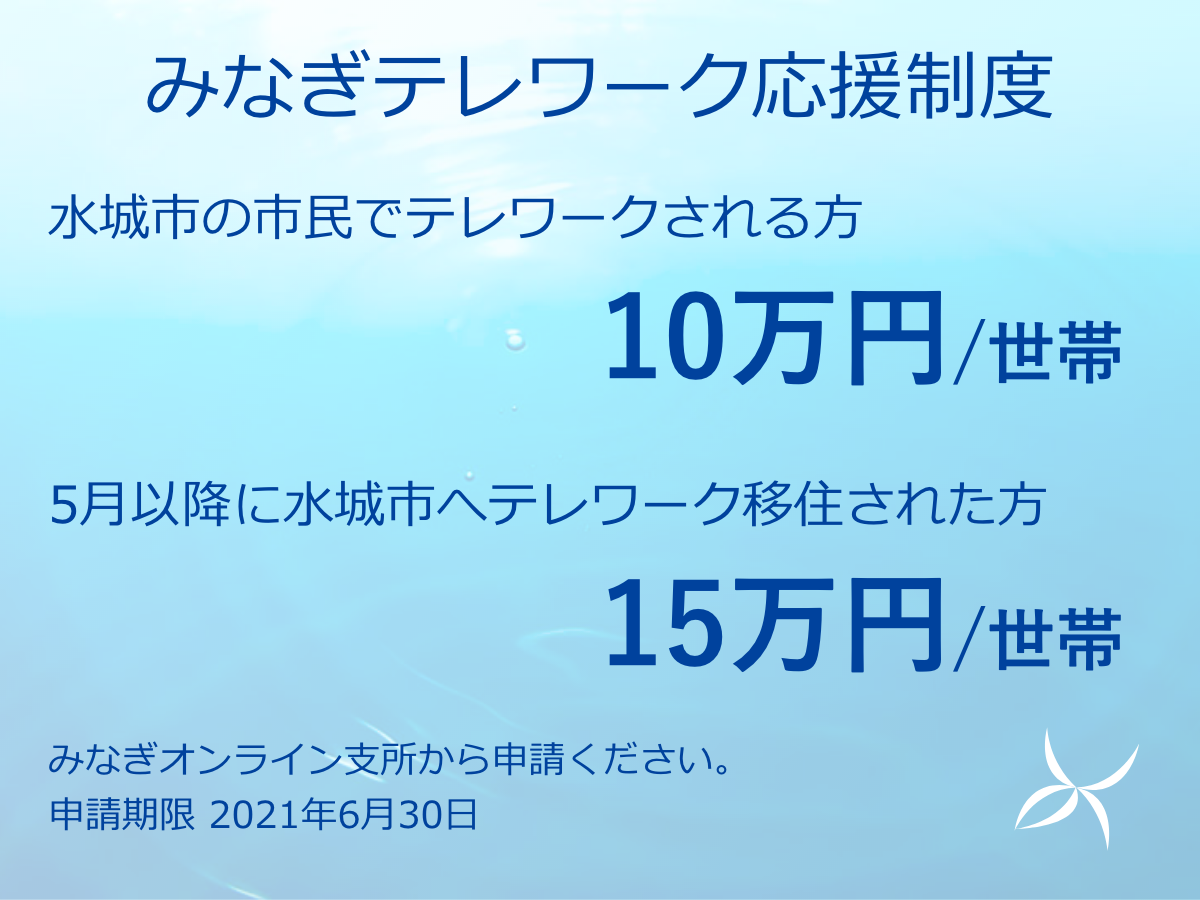 みなぎテレワーク応援制度
水城市の市民でテレワークされる方
10万円/世帯
5月以降に水城市へテレワーク移住された方
15万円/世帯
みなぎオンライン支所から申請ください。
申請期限 2021年6月30日